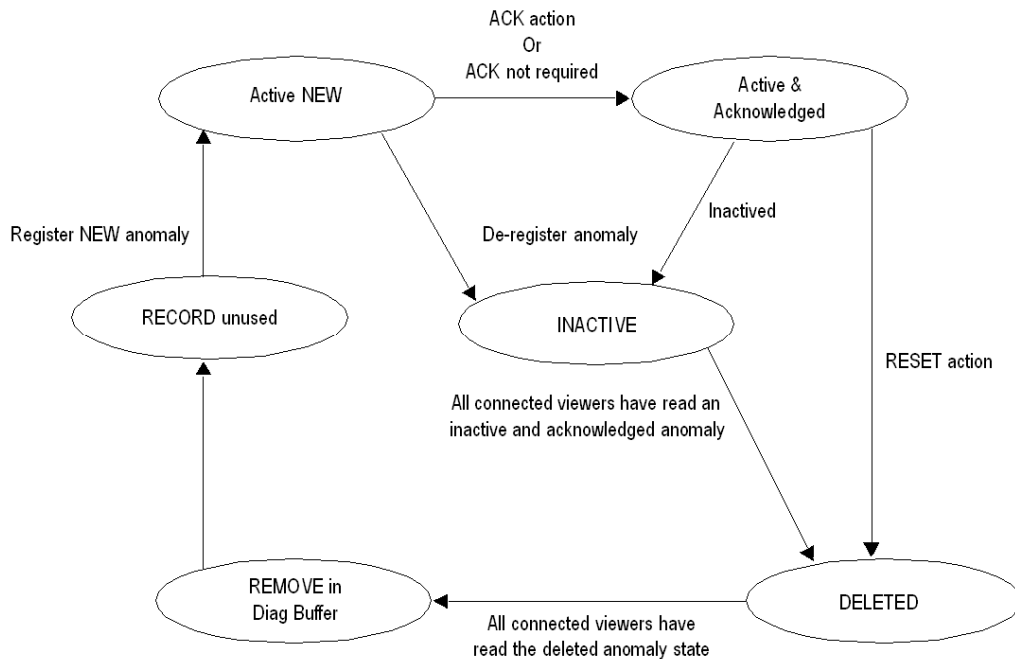 ACK action
Or
ACK not required
Active NEW
Active &
Acknowledged
Register NEW anomaly
De-register anomaly
Inactived
RECORD unused
INACTIVE
RESET action
All connected viewers have read an
inactive and acknowledged anomaly
REMOVE in
Diag Buffer
All connected viewers have
read the deleted anomaly state
DELETED